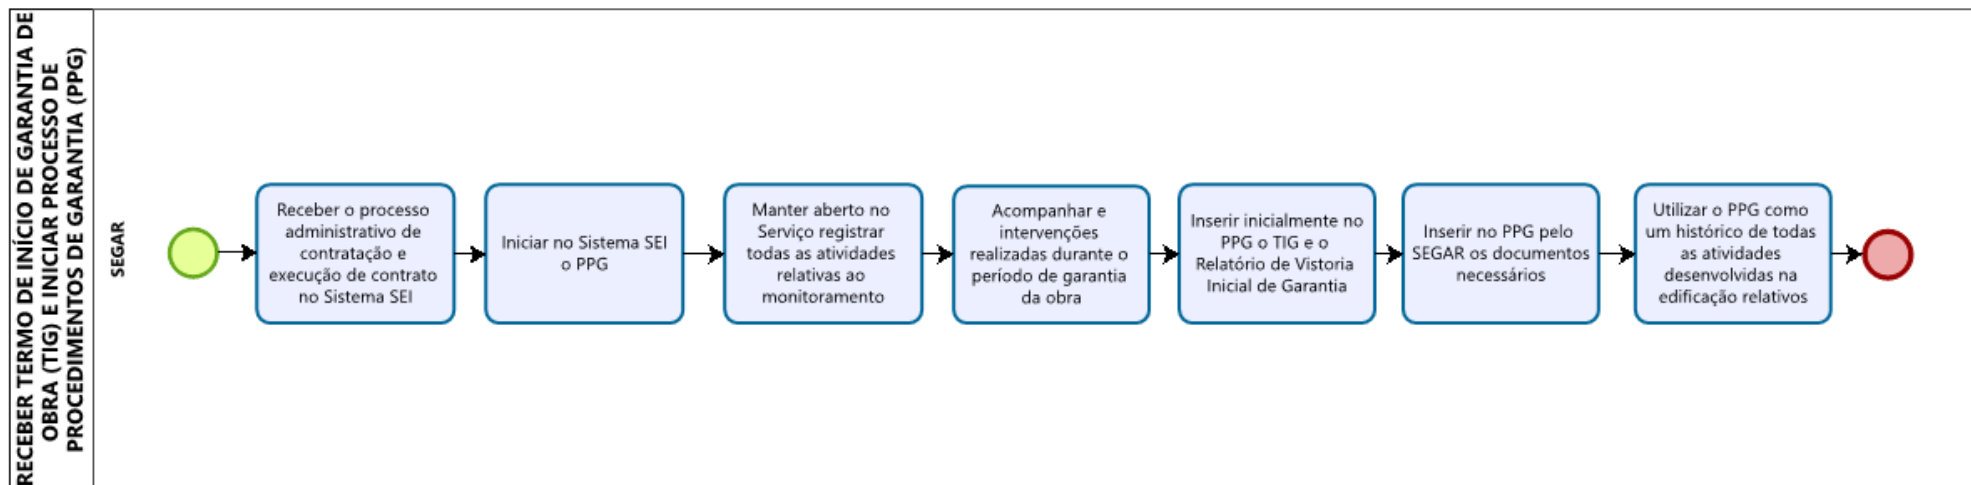 RECEBER TERMO DE INÍCIO DE GARANTIA DE
OBRA (TIG) E INICIAR PROCESSO DE
PROCEDIMENTOS DE GARANTIA (PPG)
SEGAR
Receber o processo
administrativo de
contratação e
execução de contrato
no Sistema SEI
Iniciar no Sistema SEI
o PPG
Manter aberto no
Serviço registrar
todas as atividades
relativas ao
monitoramento
Acompanhar e
intervenções
realizadas durante o
período de garantia
da obra
Inserir inicialmente no
PPG o TIG e o
Relatório de Vistoria
Inicial de Garantia
Inserir no PPG pelo
SEGAR os documentos
necessários
Utilizar o PPG como
um histórico de todas
as atividades
desenvolvidas na
edificação relativos